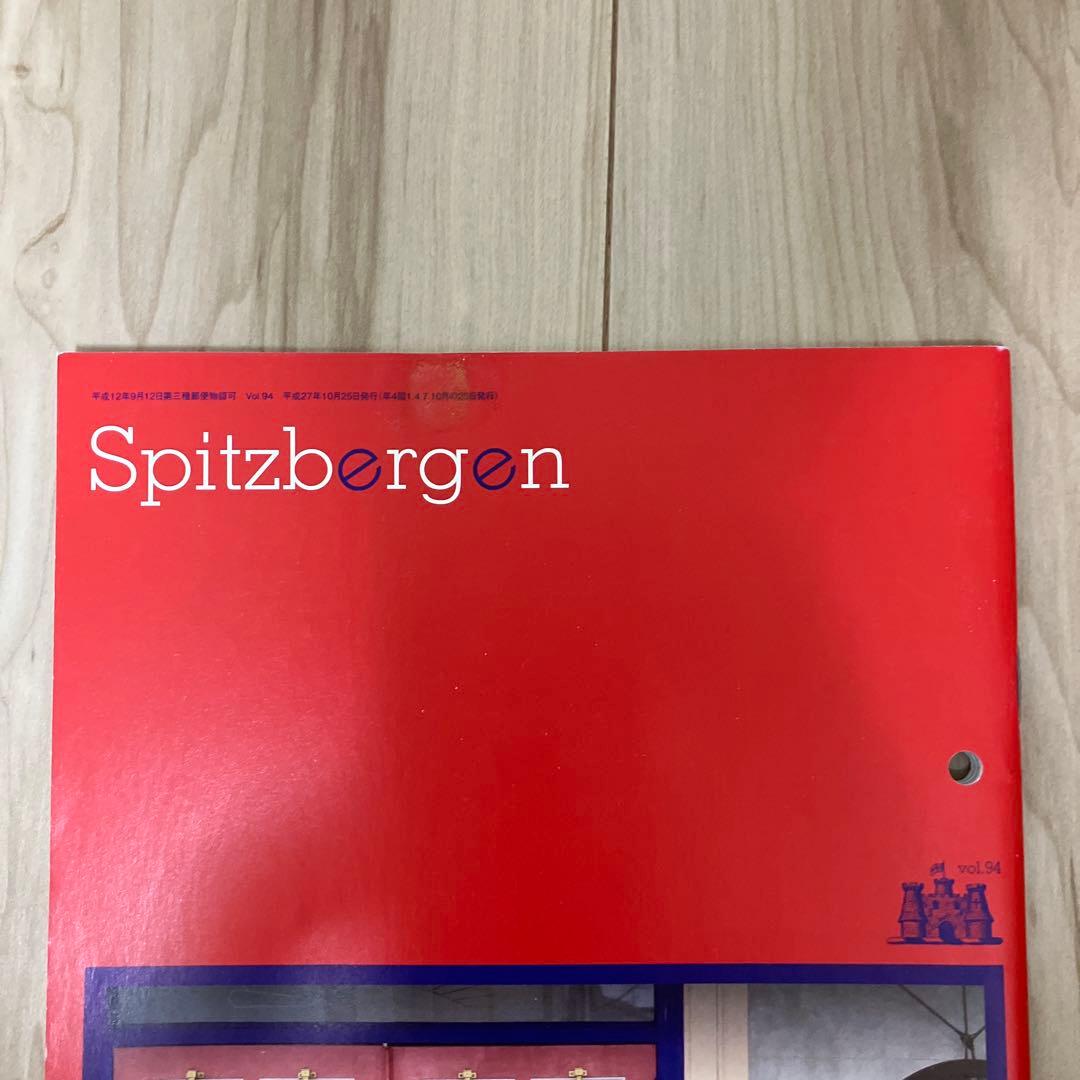 平成12年9月12日第三種郵便物認可 Vol.94 平成27年10月25日発行(年4回1.4.7.10月の25日発行)
Spitzbergen
vol.94